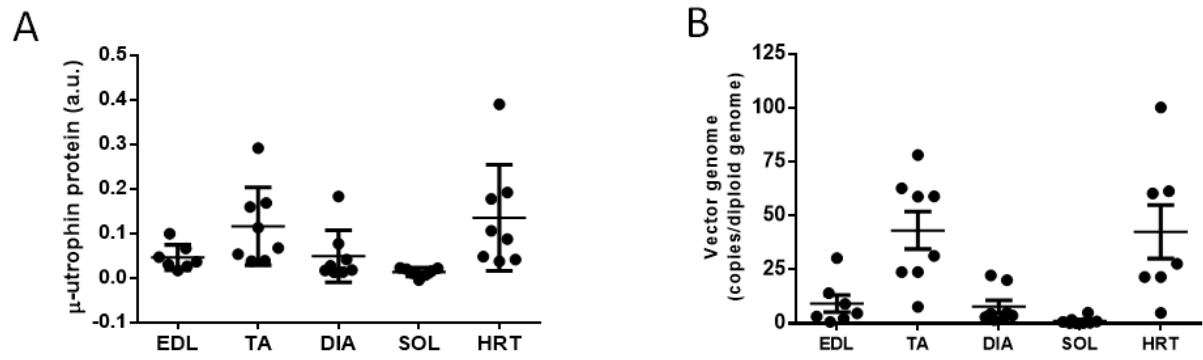 A
μ-utrophin protein (a.u.)
0.5
0.4
0.3
0.2
0.1
0.0
-0.1
EDL TA DIA SOL HRT
B
Vector genome
(copies/diploid genome)
125
100
75
50
25
0
EDL TA DIA SOL HRT